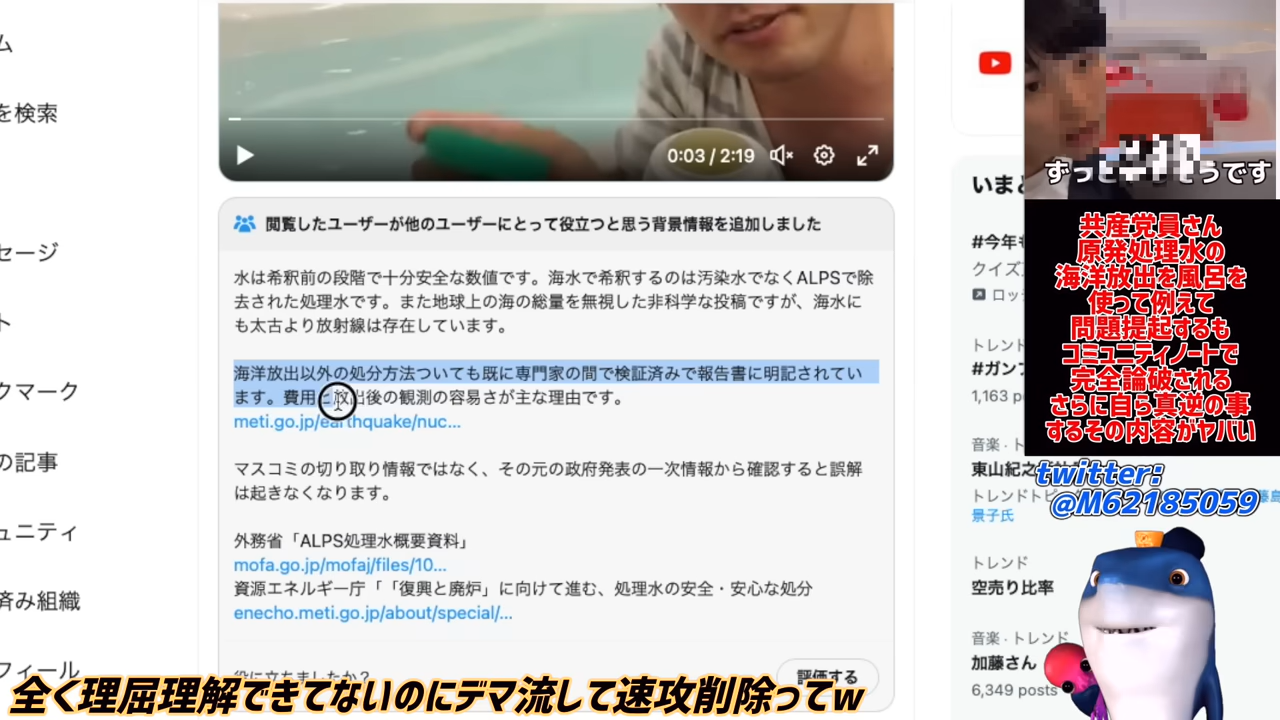 ム
を検索
セージ
ト
クマーク
の記事
ュニティ
済み組織
フィール
0:03 / 2:19
閲覧したユーザーが他のユーザーにとって役立つと思う背景情報を追加しました
水は希釈前の段階で十分安全な数値です。海水で希釈するのは汚染水でなくALPSで除
去された処理水です。また地球上の海の総量を無視した非科学な投稿ですが、海水に
も太古より放射線は存在しています。
海洋放出以外の処分方法ついても既に専門家の間で検証済みで報告書に明記されてい
ます。費用と放出後の観測の容易さが主な理由です。
meti.go.jp/earthquake/nuc...
マスコミの切り取り情報ではなく、その元の政府発表の一次情報から確認すると誤解
は起きなくなります。
外務省「ALPS処理水概要資料」
mofa.go.jp/mofaj/files/10...
資源エネルギー庁「「復興と廃炉」に向けて進む、処理水の安全・安心な処分
enecho.meti.go.jp/about/special/...
役に立ちましたか?
評価する
いまど
#今年も
クイズ
ロッ
トレンド
#ガンフ
1,163 p
音楽・ト
東山紀之
トレンドトピ
藤島
景子氏
トレンド
空売り比率
音楽・トレンド
加藤さん
6,349 posts
ずっと
うです
共産党員さん
原発処理水の
海洋放出を風呂を
使って例えて
問題提起するも
コミュニティノートで
完全論破される
さらに自ら真逆の事
するその内容がヤバい
twitter:
@M62185059
全く理屈理解できてないのにデマ流して速攻削除ってw